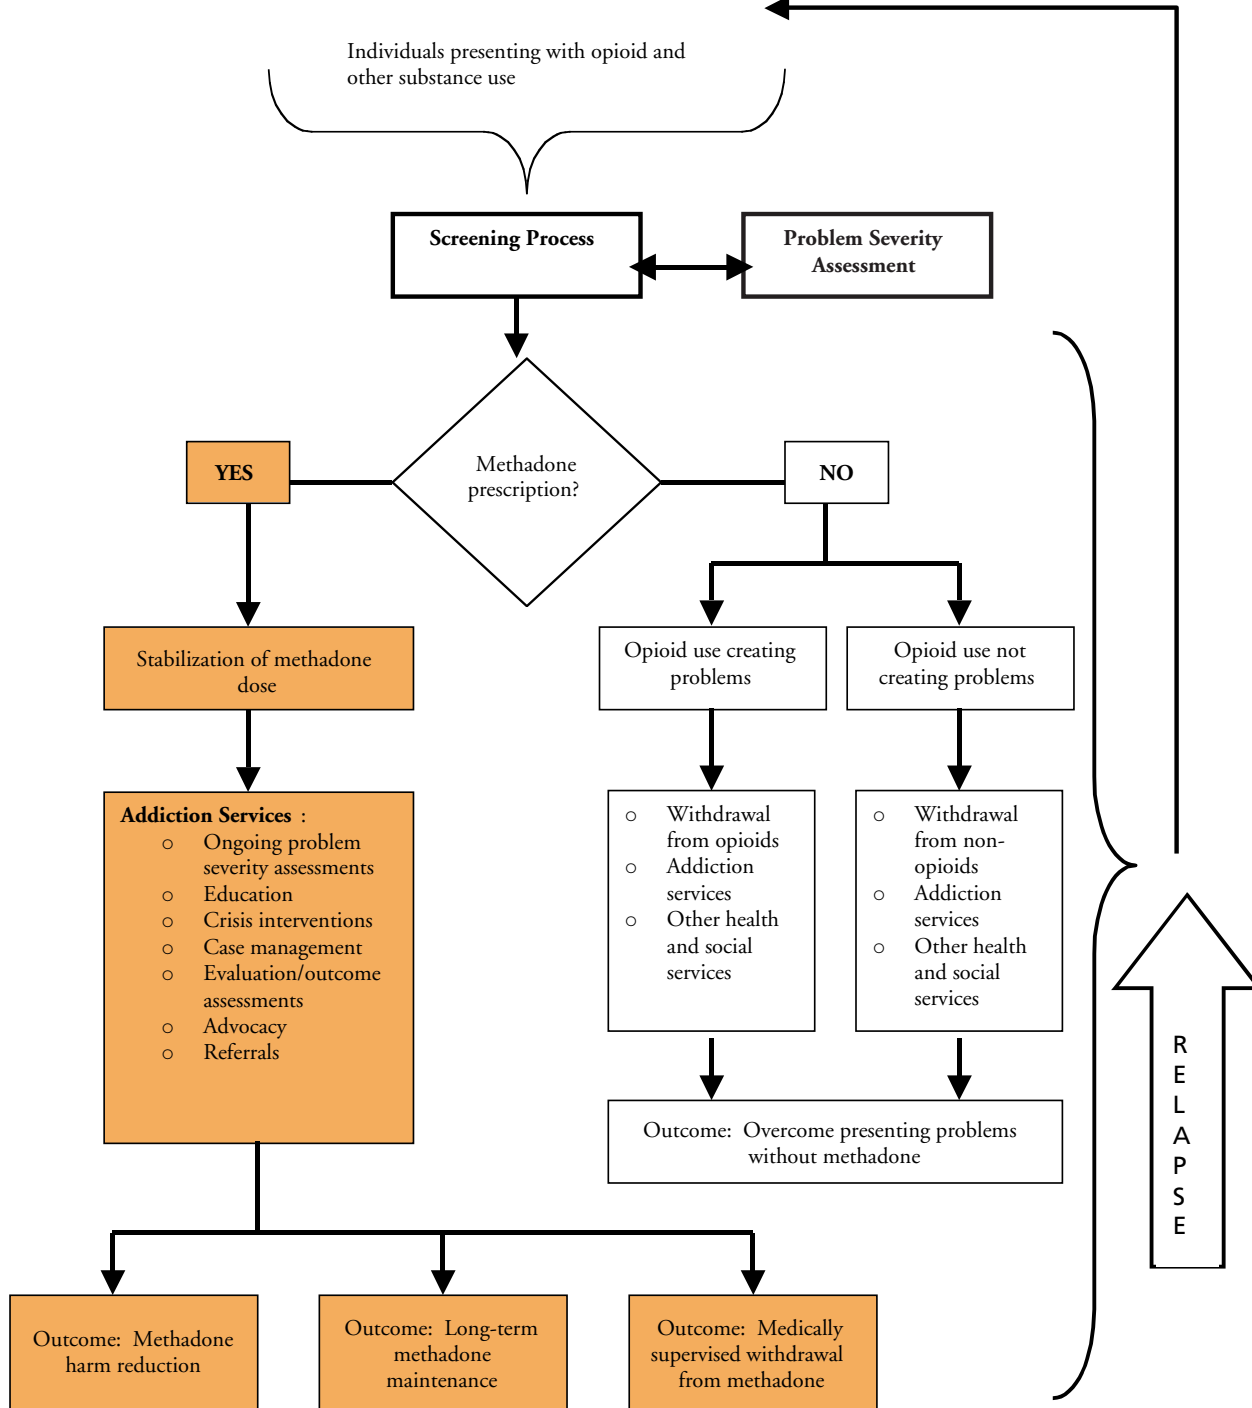 Individuals presenting with opioid and
other substance use
Screening Process
Problem Severity
Assessment
Methadone
prescription?
YES
NO
Stabilization of methadone
dose
Opioid use creating
problems
Opioid use not
creating problems
Addiction Services :
o Ongoing problem
severity assessments
o Education
o Crisis interventions
o Case management
o Evaluation/outcome
assessments
o Advocacy
o Referrals
o Withdrawal
from opioids
o Addiction
services
o Other health
and social
services
o Withdrawal
from non-
opioids
o Addiction
services
o Other health
and social
services
Outcome: Overcome presenting problems
without methadone
R
E
L
A
P
S
E
Outcome: Methadone
harm reduction
Outcome: Long-term
methadone
maintenance
Outcome: Medically
supervised withdrawal
from methadone